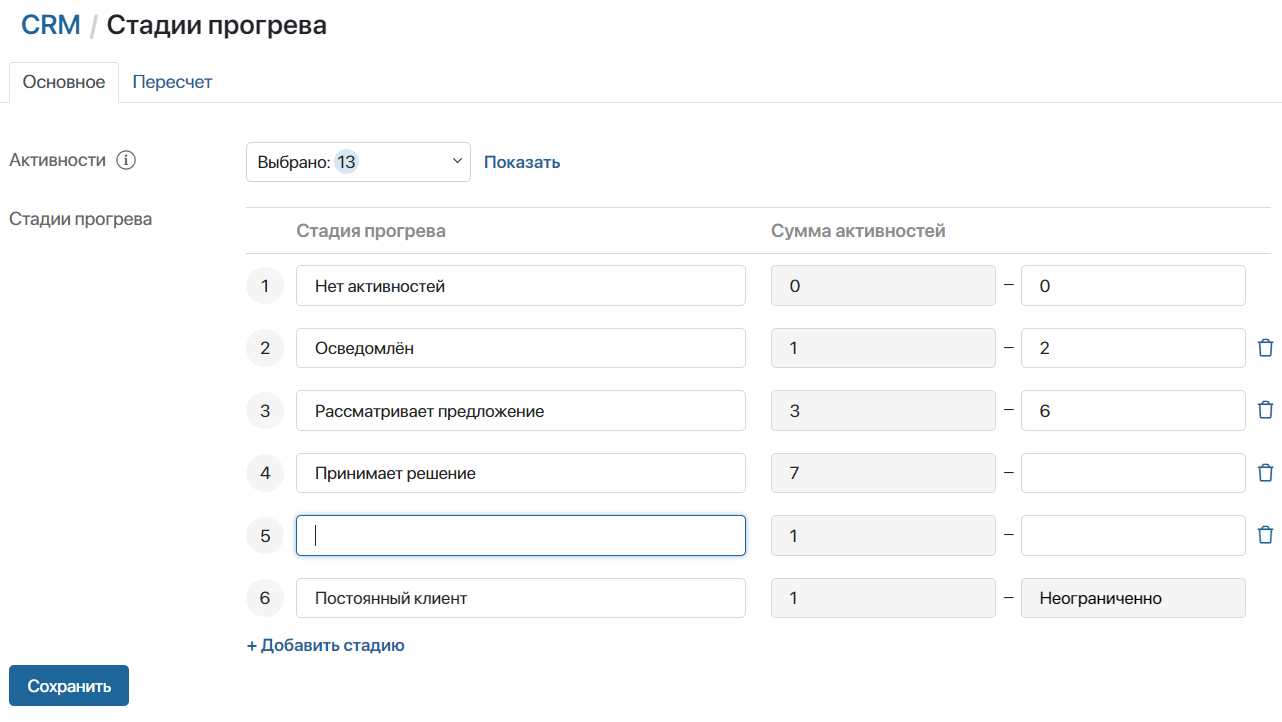 CRM / Стадии прогрева
Основное Пересчет
Активности i Выбрано: 13 Показать
Стадии прогрева
Стадия прогрева Сумма активностей
1 Нет активностей 0 – 0
2 Осведомлён 1 – 2
3 Рассматривает предложение 3 – 6
4 Принимает решение 7 –
5 1 –
6 Постоянный клиент 1 – Неограниченно
+ Добавить стадию
Сохранить